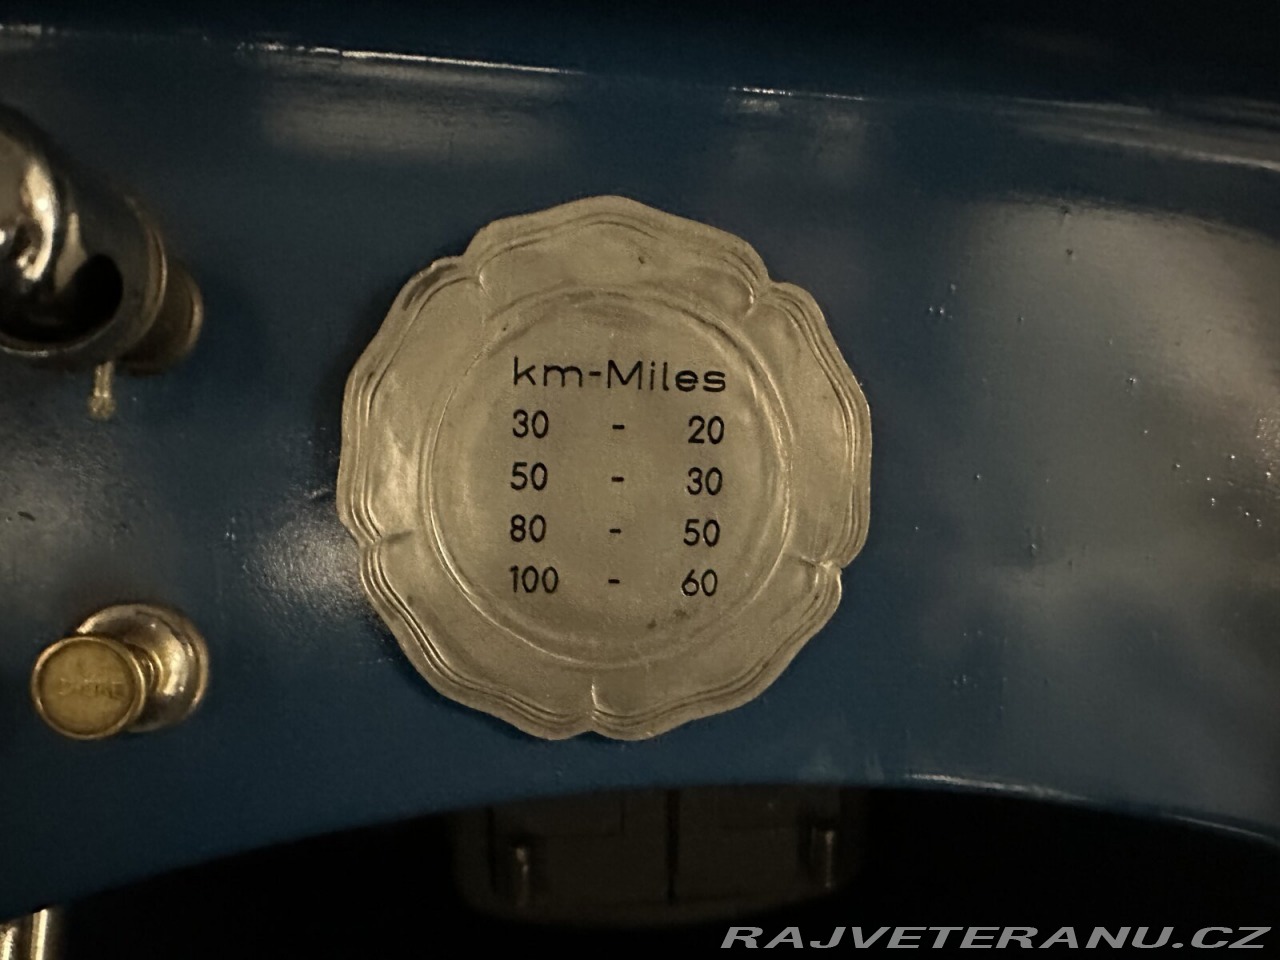 km-Miles
30 - 20
50 - 30
80 - 50
100 - 60
RAJVETERANU.CZ